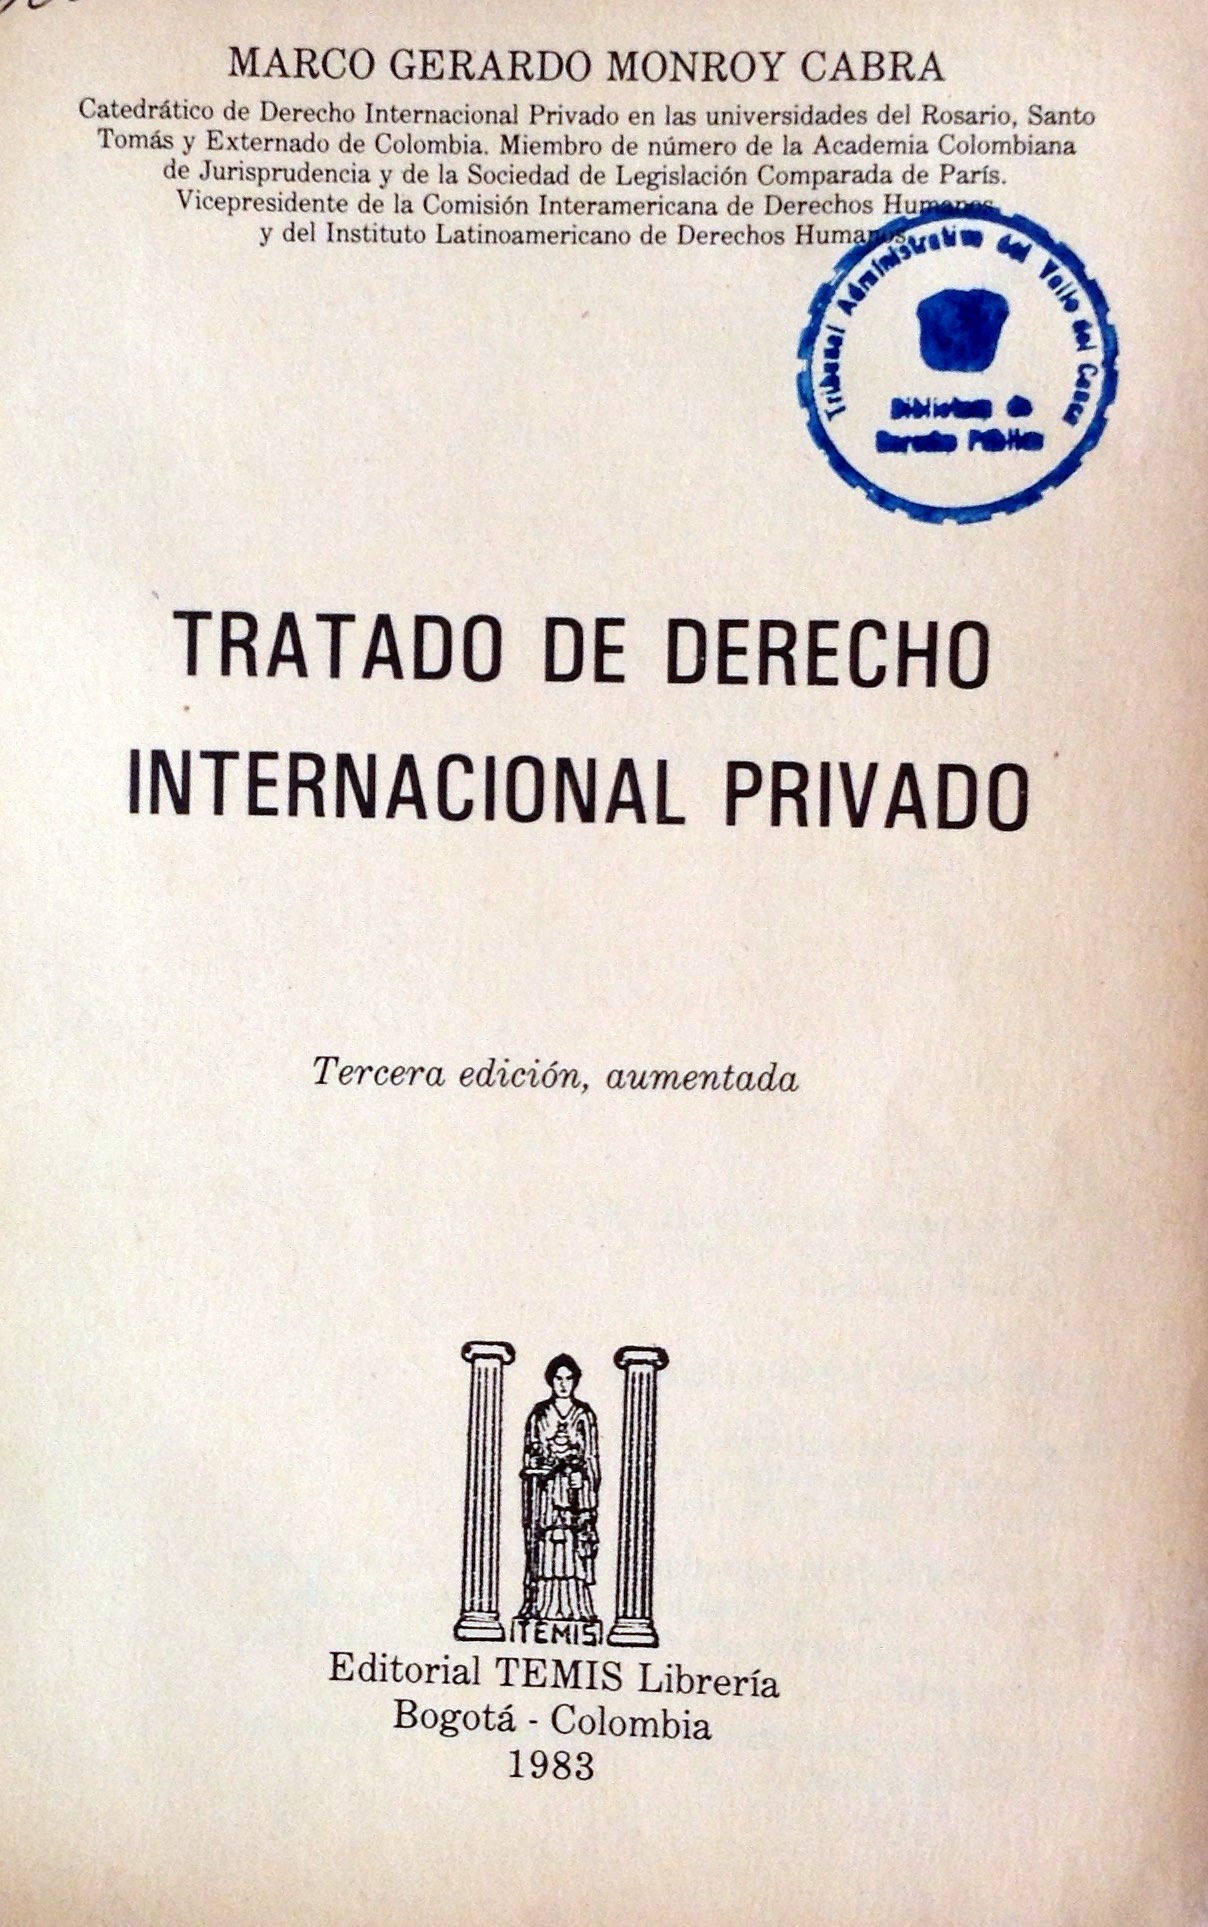 MARCO GERARDO MONROY CABRA
Catedrático de Derecho Internacional Privado en las universidades del Rosario, Santo
Tomás y Externado de Colombia. Miembro de número de la Academia Colombiana
de Jurisprudencia y de la Sociedad de Legislación Comparada de París.
Vicepresidente de la Comisión Interamericana de Derechos Humanos
y del Instituto Latinoamericano de Derechos Humanos.
Tribunal Administrativo del Valle del Cauca
Biblioteca de
Derecho Público
TRATADO DE DERECHO
INTERNACIONAL PRIVADO
Tercera edición, aumentada
TEMIS
Editorial TEMIS Librería
Bogotá - Colombia
1983